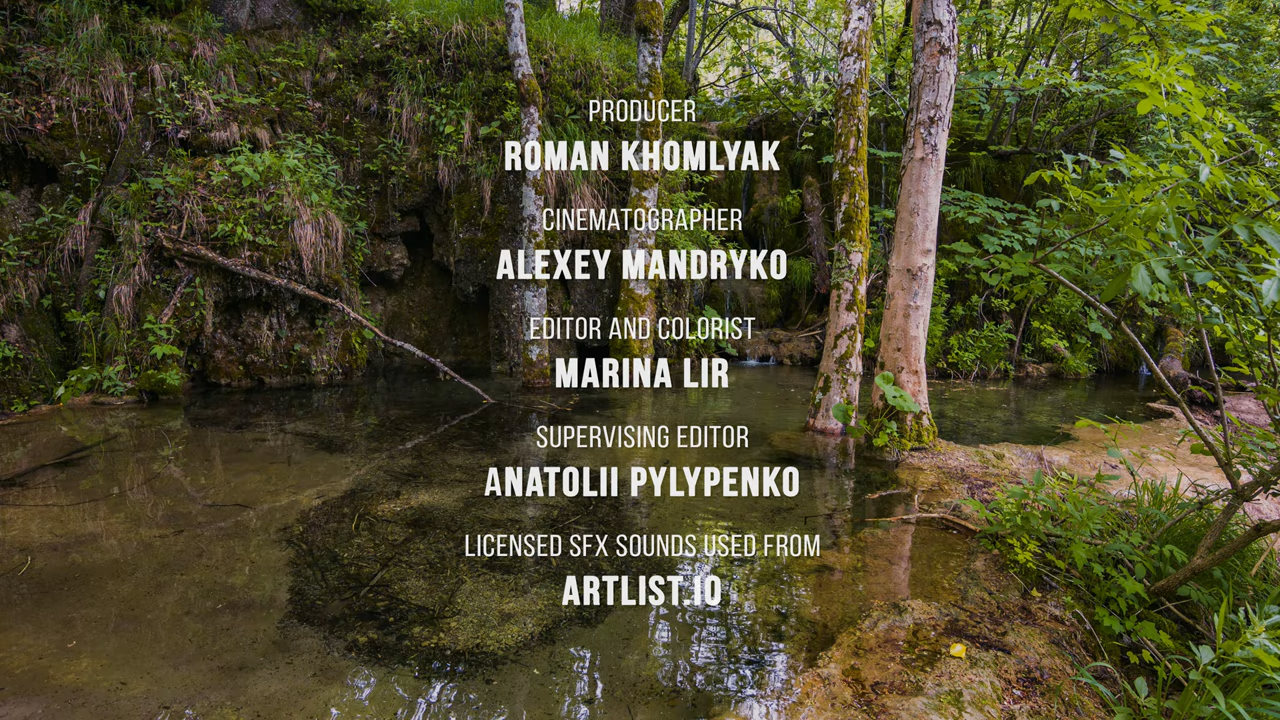 PRODUCER
ROMAN KHOMLYAK
CINEMATOGRAPHER
ALEXEY MANDRYKO
EDITOR AND COLORIST
MARINA LIR
SUPERVISING EDITOR
ANATOLII PYLYPENKO
LICENSED SFX SOUNDS USED FROM
ARTLIST.IO